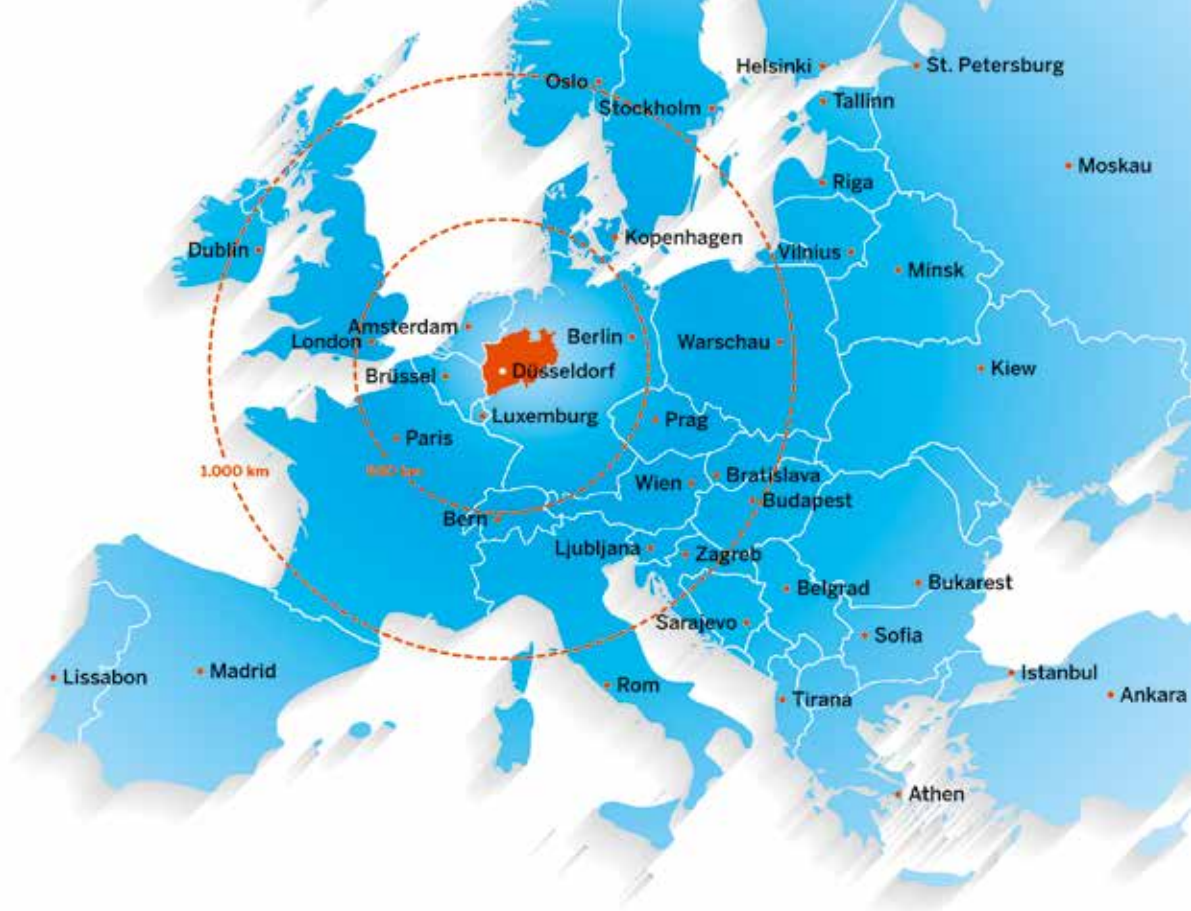 Helsinki
St. Petersburg
Oslo
Stockholm
Tallinn
Moskau
Riga
Kopenhagen
Dublin
Vilnius
Minsk
Amsterdam
London
Berlin
Warschau
Brüssel
Düsseldorf
Kiew
Luxemburg
Prag
Paris
1.000 km
500 km
Wien
Bratislava
Budapest
Bern
Ljubljana
Zagreb
Belgrad
Bukarest
Sarajevo
Sofia
Lissabon
Madrid
Rom
Tirana
Istanbul
Ankara
Athen